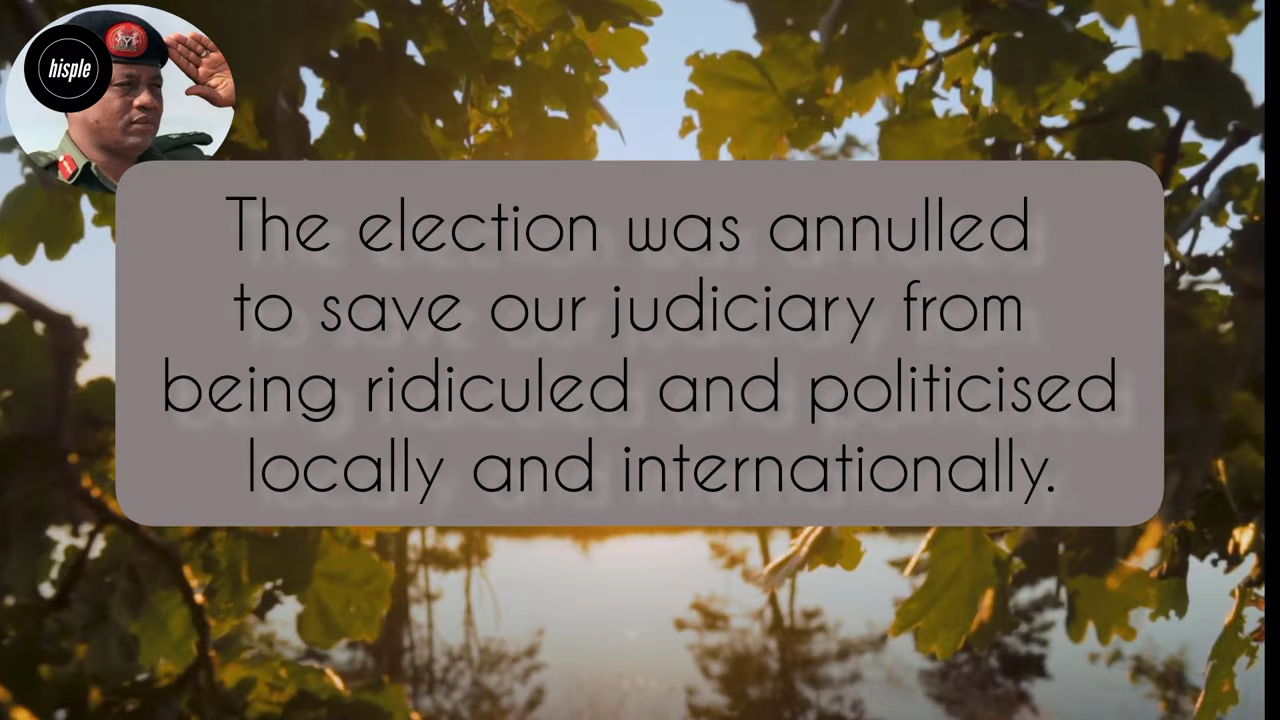 hisple
The election was annulled
to save our judiciary from
being ridiculed and politicised
locally and internationally.